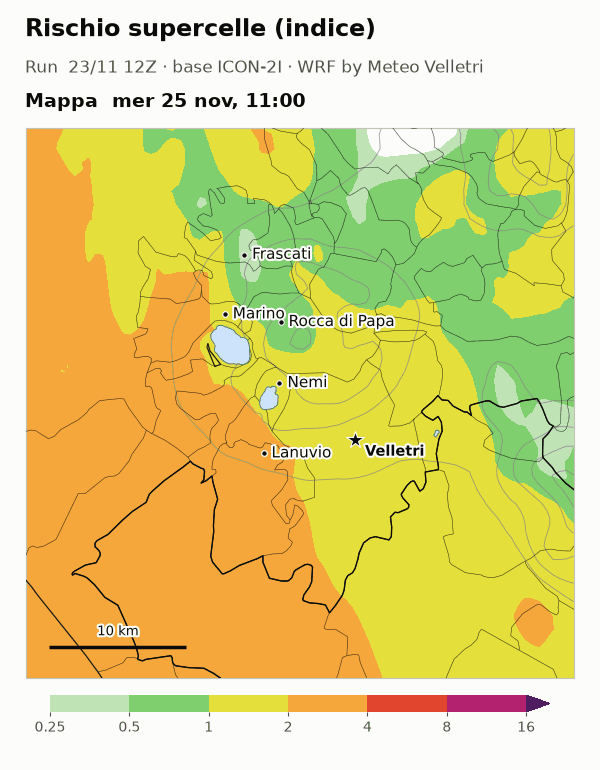 Rischio supercelle (indice)
Run  23/11 12Z · base ICON-2I · WRF by Meteo Velletri
Mappa  mer 25 nov, 11:00
Frascati
Marino
Rocca di Papa
Nemi
Velletri
Lanuvio
10 km
0.25 0.5 1 2 4 8 16